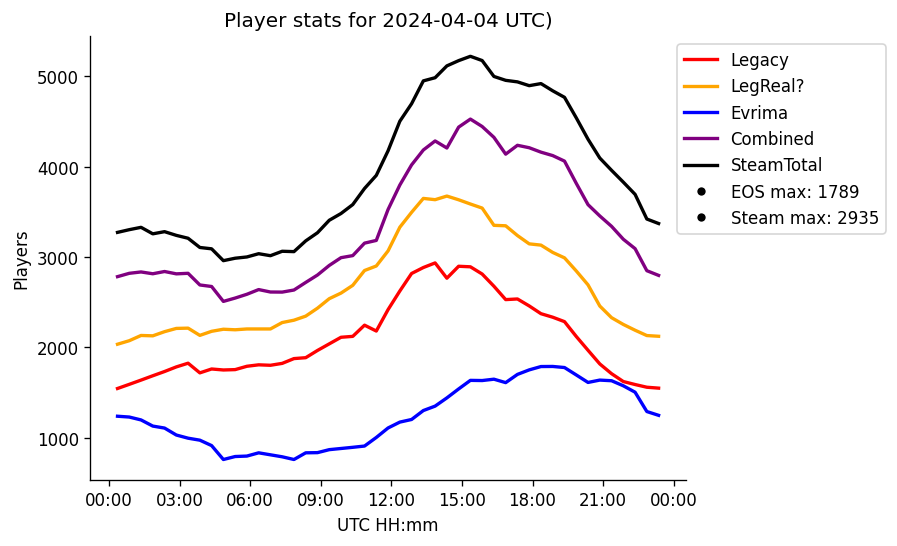 Player stats for 2024-04-04 UTC)
Players
5000
4000
3000
2000
1000
00:00 03:00 06:00 09:00 12:00 15:00 18:00 21:00 00:00
UTC HH:mm
Legacy
LegReal?
Evrima
Combined
SteamTotal
EOS max: 1789
Steam max: 2935